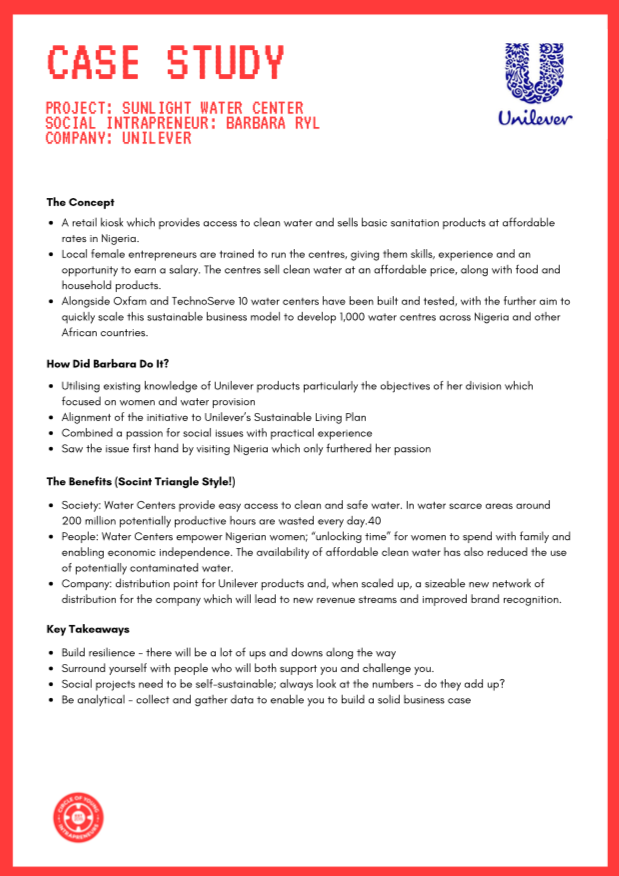 CASE STUDY
PROJECT: SUNLIGHT WATER CENTER
SOCIAL INTRAPRENEUR: BARBARA RYL
COMPANY: UNILEVER
Unilever
The Concept
• A retail kiosk which provides access to clean water and sells basic sanitation products at affordable
rates in Nigeria.
• Local female entrepreneurs are trained to run the centres, giving them skills, experience and an
opportunity to earn a salary. The centres sell clean water at an affordable price, along with food and
household products.
• Alongside Oxfam and TechnoServe 10 water centers have been built and tested, with the further aim to
quickly scale this sustainable business model to develop 1,000 water centres across Nigeria and other
African countries.
How Did Barbara Do It?
• Utilising existing knowledge of Unilever products particularly the objectives of her division which
focused on women and water provision
• Alignment of the initiative to Unilever's Sustainable Living Plan
• Combined a passion for social issues with practical experience
• Saw the issue first hand by visiting Nigeria which only furthered her passion
The Benefits (Socint Triangle Style!)
• Society: Water Centers provide easy access to clean and safe water. In water scarce areas around
200 million potentially productive hours are wasted every day.40
• People: Water Centers empower Nigerian women; “unlocking time” for women to spend with family and
enabling economic independence. The availability of affordable clean water has also reduced the use
of potentially contaminated water.
• Company: distribution point for Unilever products and, when scaled up, a sizeable new network of
distribution for the company which will lead to new revenue streams and improved brand recognition.
Key Takeaways
• Build resilience - there will be a lot of ups and downs along the way
• Surround yourself with people who will both support you and challenge you.
• Social projects need to be self-sustainable; always look at the numbers - do they add up?
• Be analytical - collect and gather data to enable you to build a solid business case
CIRCLE OF YOUNG
INTRAPRENEURS